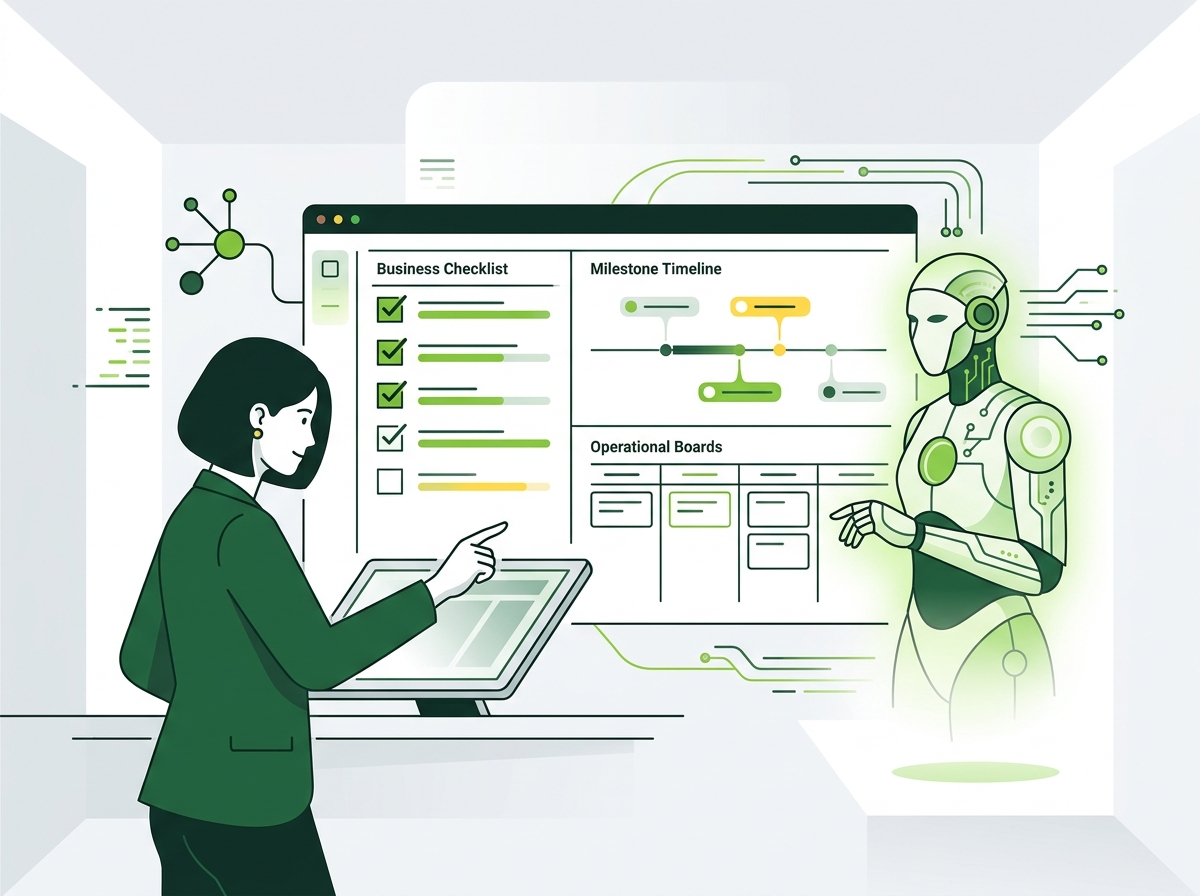 Business Checklist
Milestone Timeline
Operational Boards